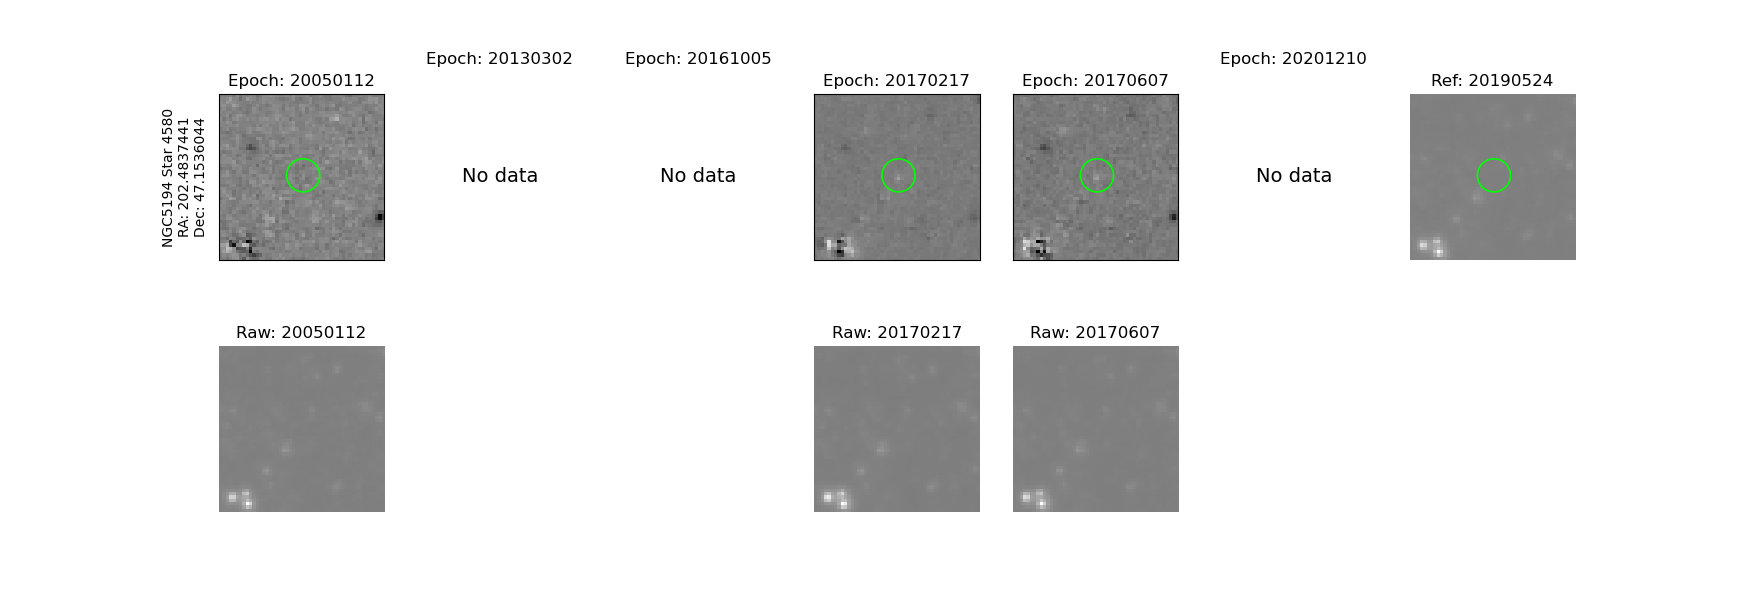 Epoch: 20130302
Epoch: 20161005
Epoch: 20201210
Epoch: 20050112
Epoch: 20170217
Epoch: 20170607
Ref: 20190524
NGC5194 Star 4580
RA: 202.4837441
Dec: 47.1536044
No data
No data
No data
Raw: 20050112
Raw: 20170217
Raw: 20170607